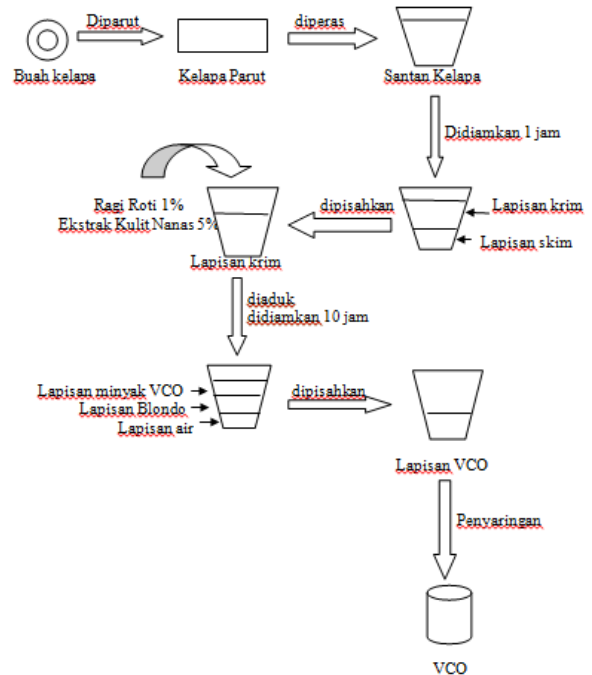 Diparut
diperas
Buah kelapa
Kelapa Parut
Santan Kelapa
Didiamkan 1 jam
Ragi Roti 1%
Ekstrak Kulit Nanas 5%
dipisahkan
Lapisan krim
Lapisan skim
Lapisan krim
diaduk
didiamkan 10 jam
Lapisan minyak VCO
Lapisan Blondo
Lapisan air
dipisahkan
Lapisan VCO
Penyaringan
VCO